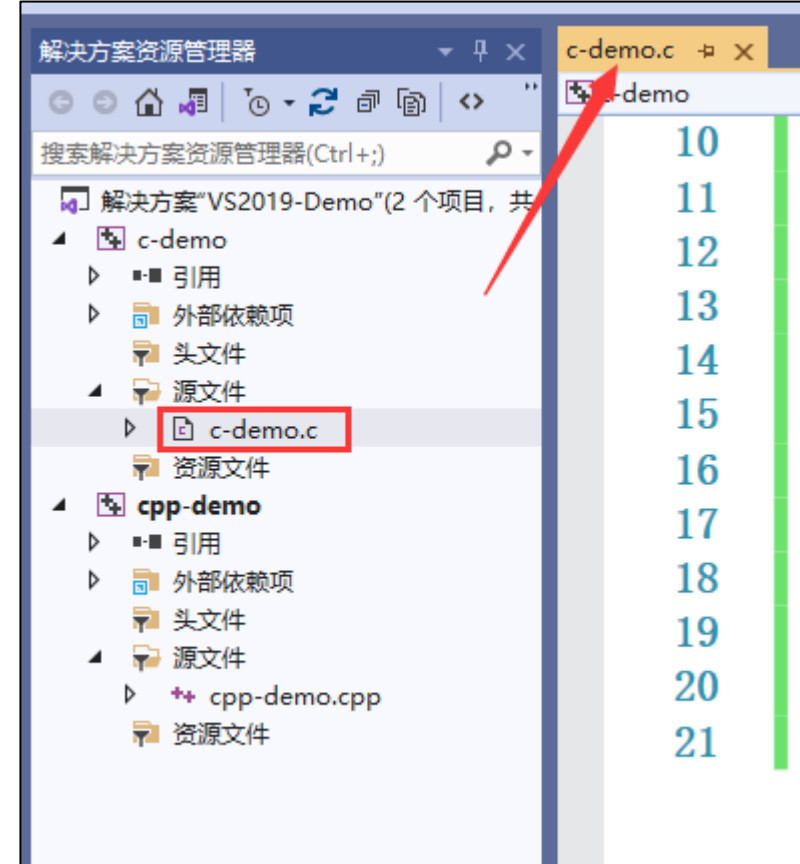 解决方案资源管理器
搜索解决方案资源管理器(Ctrl+;)
解决方案"VS2019-Demo"(2 个项目，共
c-demo
引用
外部依赖项
头文件
源文件
c-demo.c
资源文件
cpp-demo
引用
外部依赖项
头文件
源文件
cpp-demo.cpp
资源文件
c-demo.c
-demo
10
11
12
13
14
15
16
17
18
19
20
21